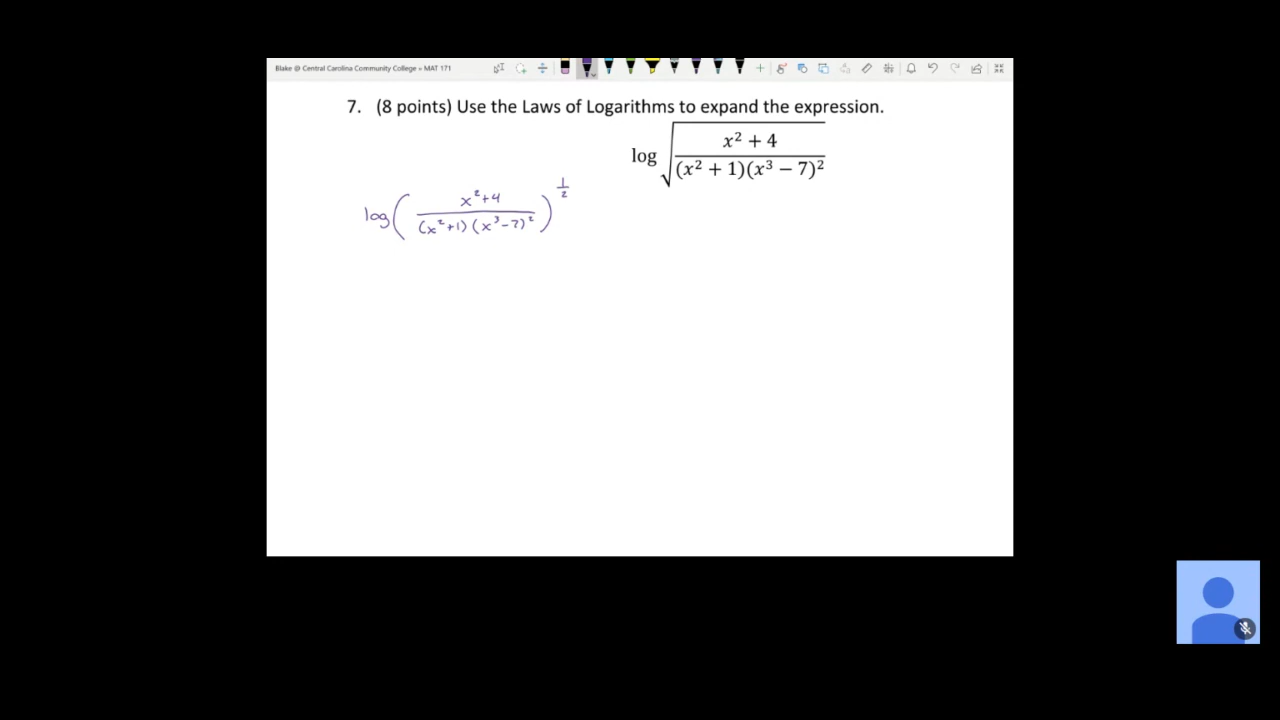 Blake @ Central Carolina Community College » MAT 171
7. (8 points) Use the Laws of Logarithms to expand the expression.
log √((x² + 4)/((x² + 1)(x³ − 7)²))
log((x²+4)/((x²+1)(x³−7)²))^(1/2)